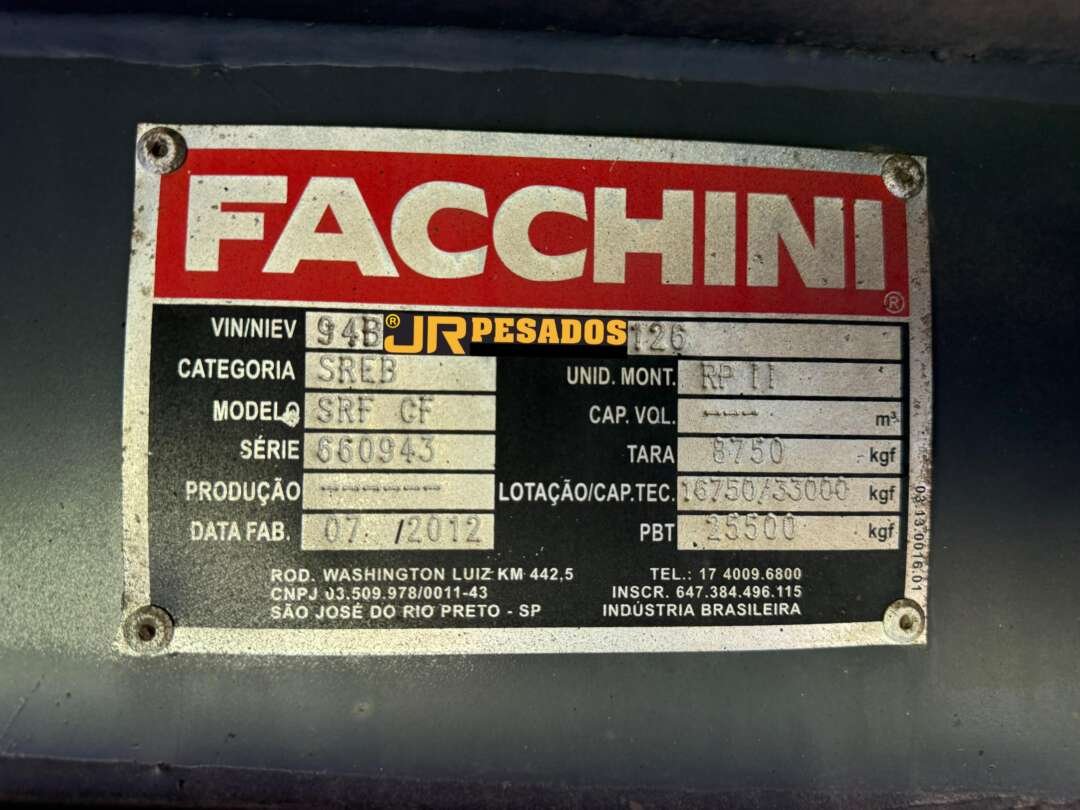 FACCHINI
®
VIN/NIEV 94B ® JR PESADOS 126
CATEGORIA SREB UNID. MONT. RP II
MODELO SRF CF CAP. VOL. --- m³
SÉRIE 660943 TARA 8750 kgf
PRODUÇÃO ------ LOTAÇÃO/CAP.TEC. 16750/33000 kgf
DATA FAB. 07 /2012 PBT 25500 kgf
03.13.0016.01
ROD. WASHINGTON LUIZ KM 442,5 TEL.: 17 4009.6800
CNPJ 03.509.978/0011-43 INSCR. 647.384.496.115
SÃO JOSÉ DO RIO PRETO - SP INDÚSTRIA BRASILEIRA